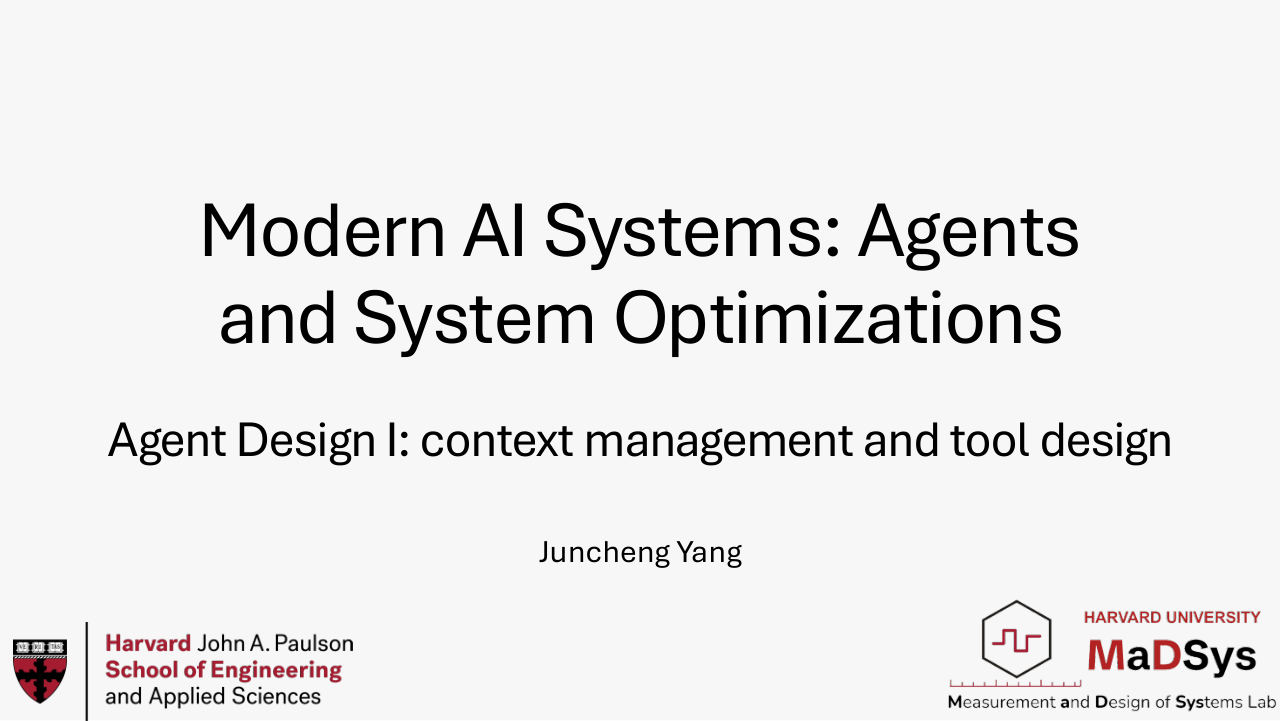 Modern AI Systems: Agents
and System Optimizations
Agent Design I: context management and tool design
Juncheng Yang
Harvard John A. Paulson
School of Engineering
and Applied Sciences
HARVARD UNIVERSITY
MaDSys
Measurement and Design of Systems Lab